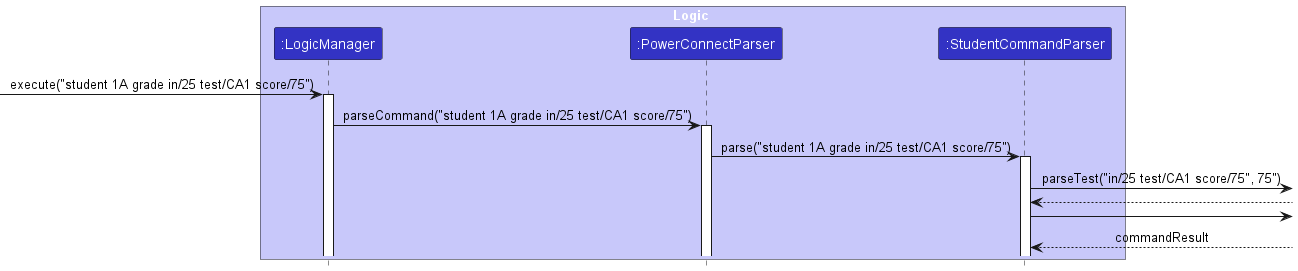 Logic
:LogicManager
:PowerConnectParser
:StudentCommandParser
execute("student 1A grade in/25 test/CA1 score/75")
parseCommand("student 1A grade in/25 test/CA1 score/75")
parse("student 1A grade in/25 test/CA1 score/75")
parseTest("in/25 test/CA1 score/75", 75")
commandResult